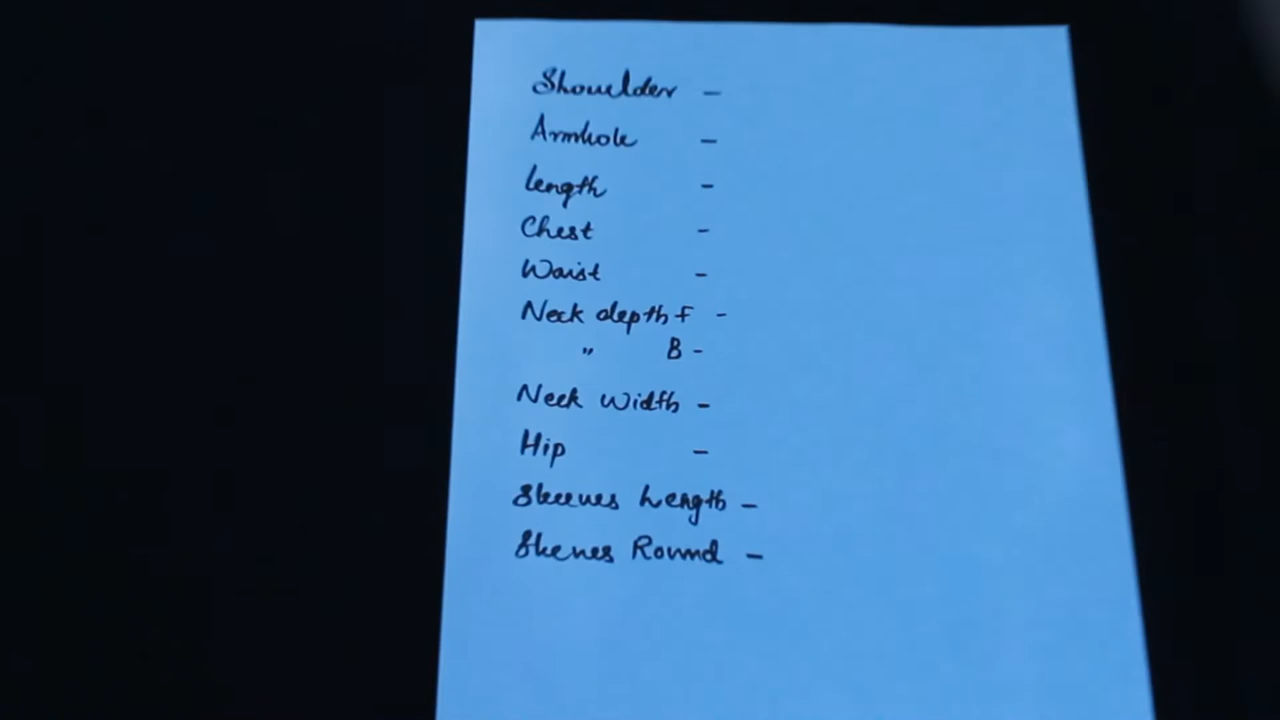 Shoulder -
Armhole -
length -
Chest -
Waist -
Neck depth F -
" B -
Neck Width -
Hip -
Sleeves Length -
Sleeves Round -